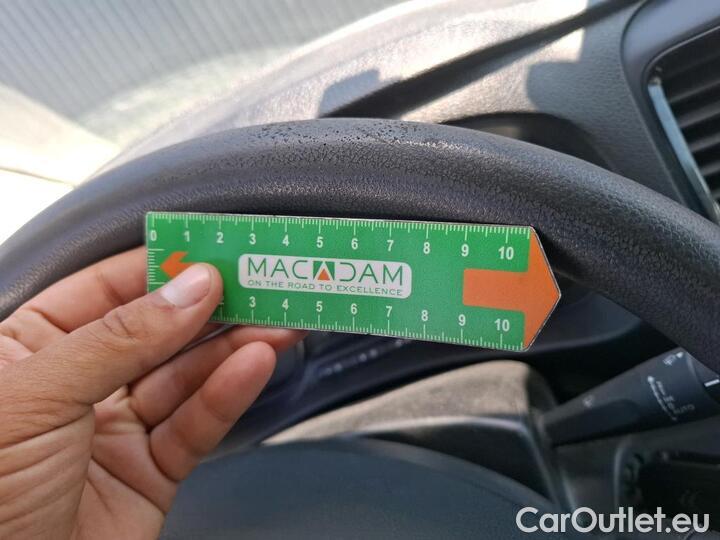 0 1 2 3 4 5 6 7 8 9 10
MACADAM
ON THE ROAD TO EXCELLENCE
3 4 5 6 7 8 9 10
CarOutlet.eu